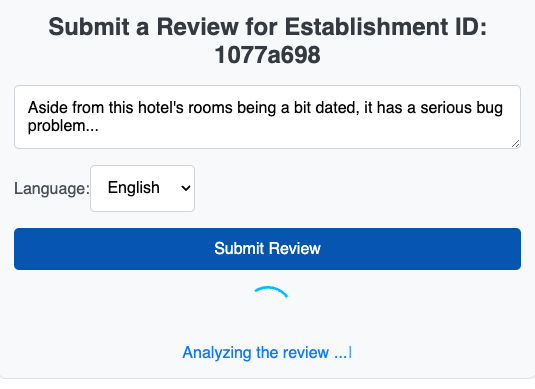 Submit a Review for Establishment ID:
1077a698
Aside from this hotel's rooms being a bit dated, it has a serious bug
problem...
Language: English
Submit Review
Analyzing the review ...